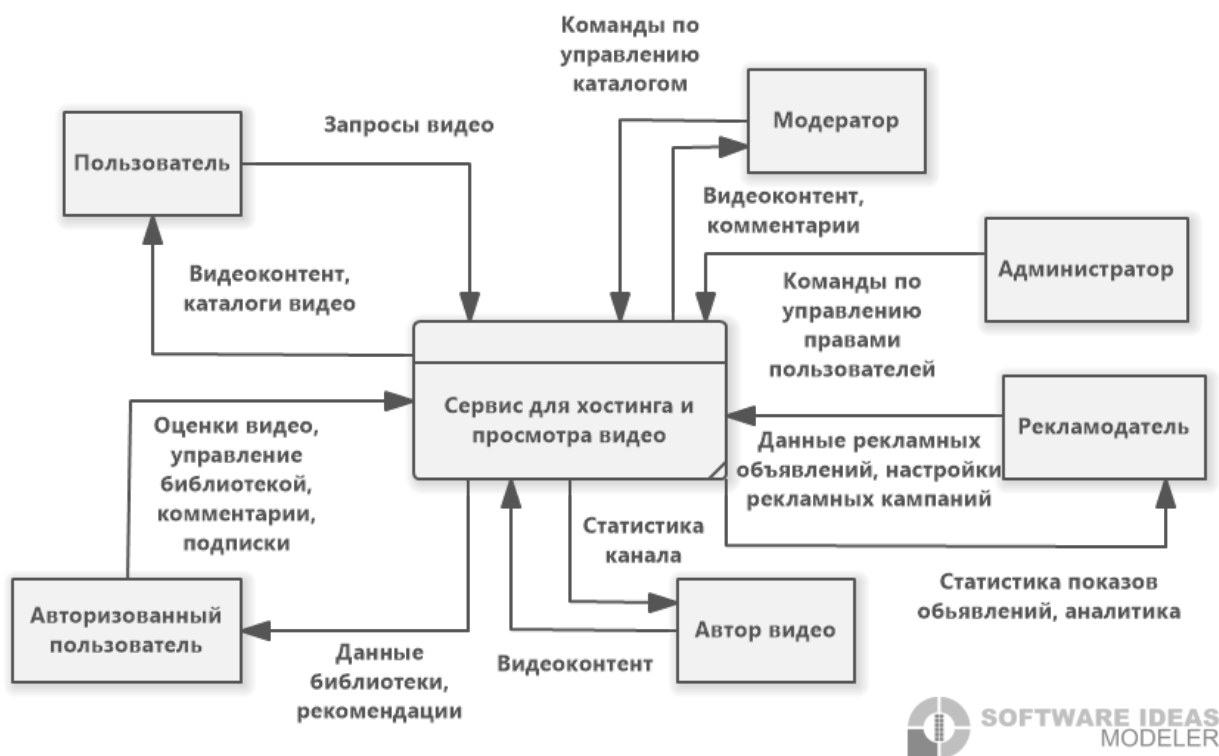 Команды по
управлению
каталогом
Модератор
Запросы видео
Пользователь
Видеоконтент,
комментарии
Администратор
Видеоконтент,
каталоги видео
Команды по
управлению
правами
пользователей
Сервис для хостинга и
просмотра видео
Рекламодатель
Оценки видео,
управление
библиотекой,
комментарии,
подписки
Данные рекламных
объявлений, настройки
рекламных кампаний
Статистика
канала
Статистика показов
обьявлений, аналитика
Авторизованный
пользователь
Автор видео
Данные
библиотеки,
рекомендации
Видеоконтент
SOFTWARE IDEAS
MODELER